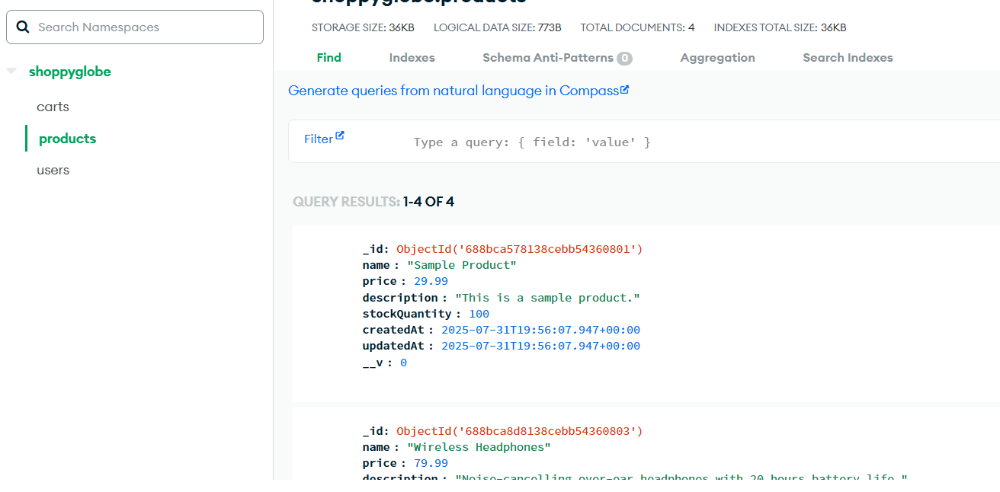 shoppyglobe.products
Search Namespaces
STORAGE SIZE: 36KB LOGICAL DATA SIZE: 773B TOTAL DOCUMENTS: 4 INDEXES TOTAL SIZE: 36KB
Find Indexes Schema Anti-Patterns 0 Aggregation Search Indexes
shoppyglobe
carts
products
users
Generate queries from natural language in Compass
Filter Type a query: { field: 'value' }
QUERY RESULTS: 1-4 OF 4
_id: ObjectId('688bca578138cebb54360801')
name : "Sample Product"
price : 29.99
description : "This is a sample product."
stockQuantity : 100
createdAt : 2025-07-31T19:56:07.947+00:00
updatedAt : 2025-07-31T19:56:07.947+00:00
__v : 0
_id: ObjectId('688bca8d8138cebb54360803')
name : "Wireless Headphones"
price : 79.99
description : "Noise-cancelling over-ear headphones with 20 hours battery life."